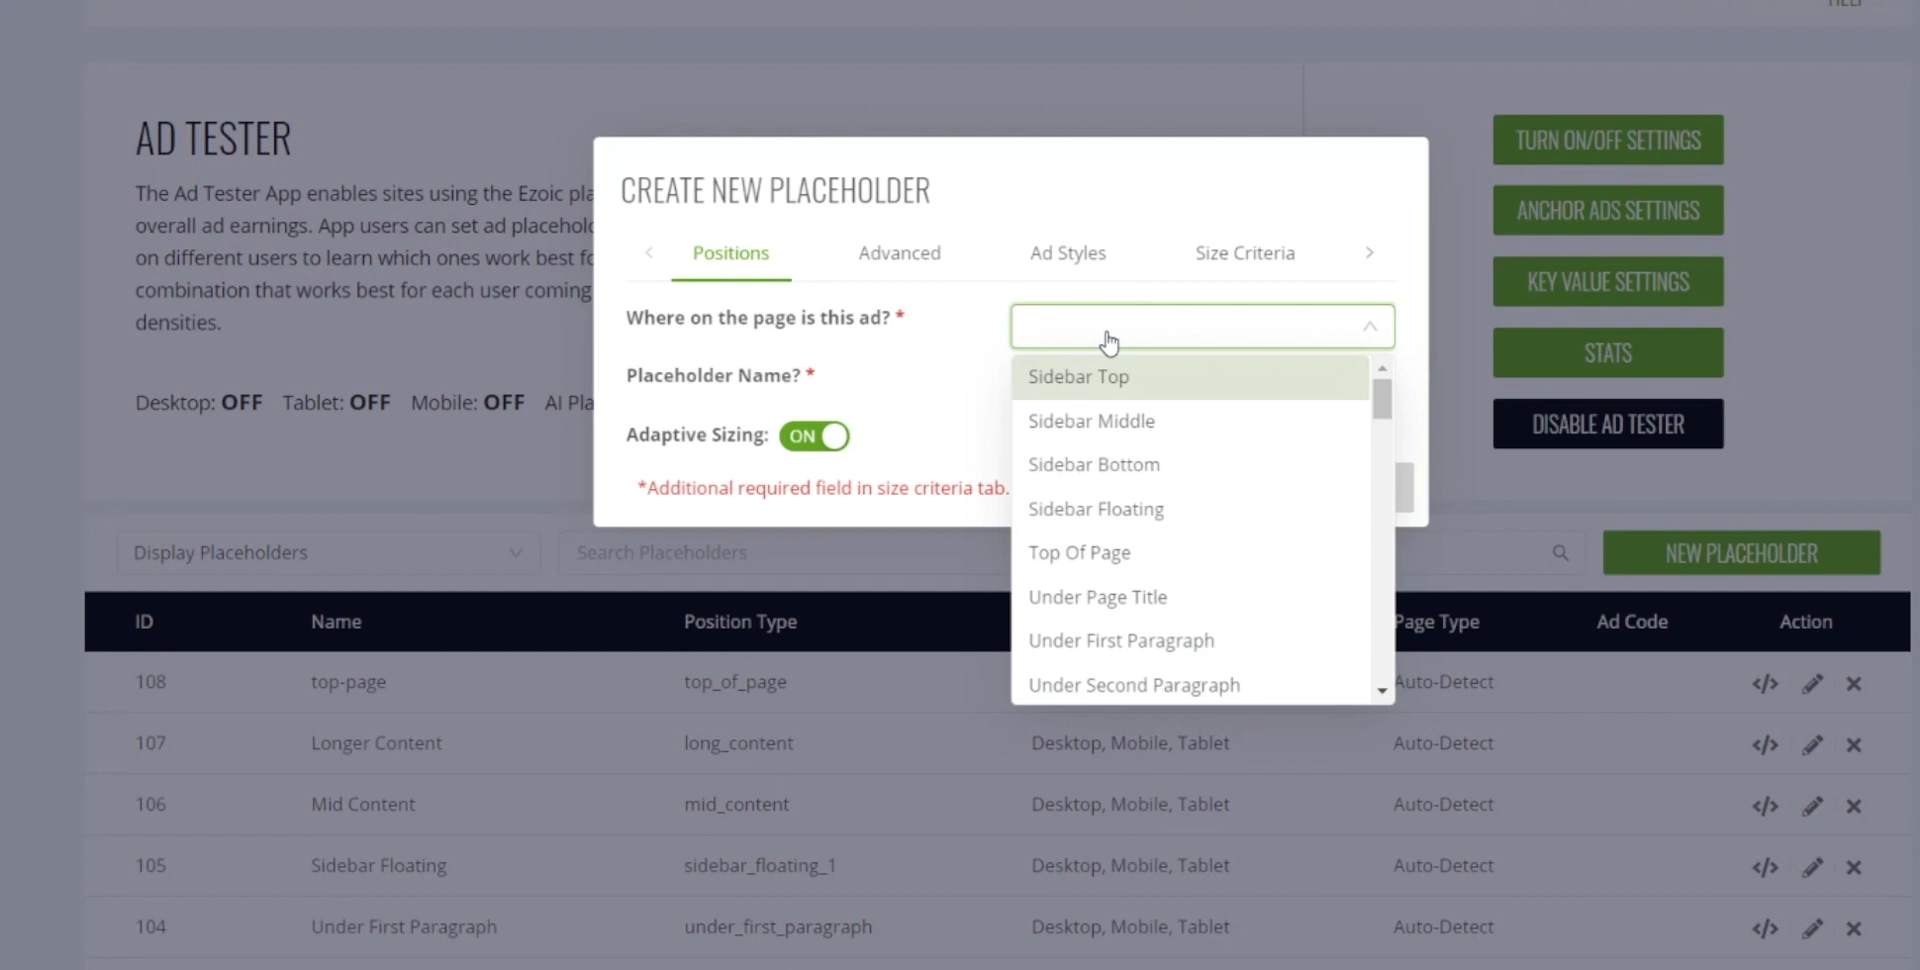 AD TESTER
The Ad Tester App enables sites using the Ezoic
overall ad earnings. App users can set ad
on different users to learn which ones work best
combination that works best for each user coming
densities.
Desktop: OFF Tablet: OFF Mobile: OFF AI
TURN ON/OFF SETTINGS
ANCHOR ADS SETTINGS
KEY VALUE SETTINGS
STATS
DISABLE AD TESTER
CREATE NEW PLACEHOLDER
Positions Advanced Ad Styles Size Criteria
Where on the page is this ad? *
Placeholder Name? *
Adaptive Sizing: ON
*Additional required field in size criteria tab.
Sidebar Top
Sidebar Middle
Sidebar Bottom
Sidebar Floating
Top Of Page
Under Page Title
Under First Paragraph
Under Second Paragraph
Display Placeholders Search Placeholders NEW PLACEHOLDER
ID Name Position Type Page Type Ad Code Action
108 top-page top_of_page Auto-Detect
107 Longer Content long_content Desktop, Mobile, Tablet Auto-Detect
106 Mid Content mid_content Desktop, Mobile, Tablet Auto-Detect
105 Sidebar Floating sidebar_floating_1 Desktop, Mobile, Tablet Auto-Detect
104 Under First Paragraph under_first_paragraph Desktop, Mobile, Tablet Auto-Detect